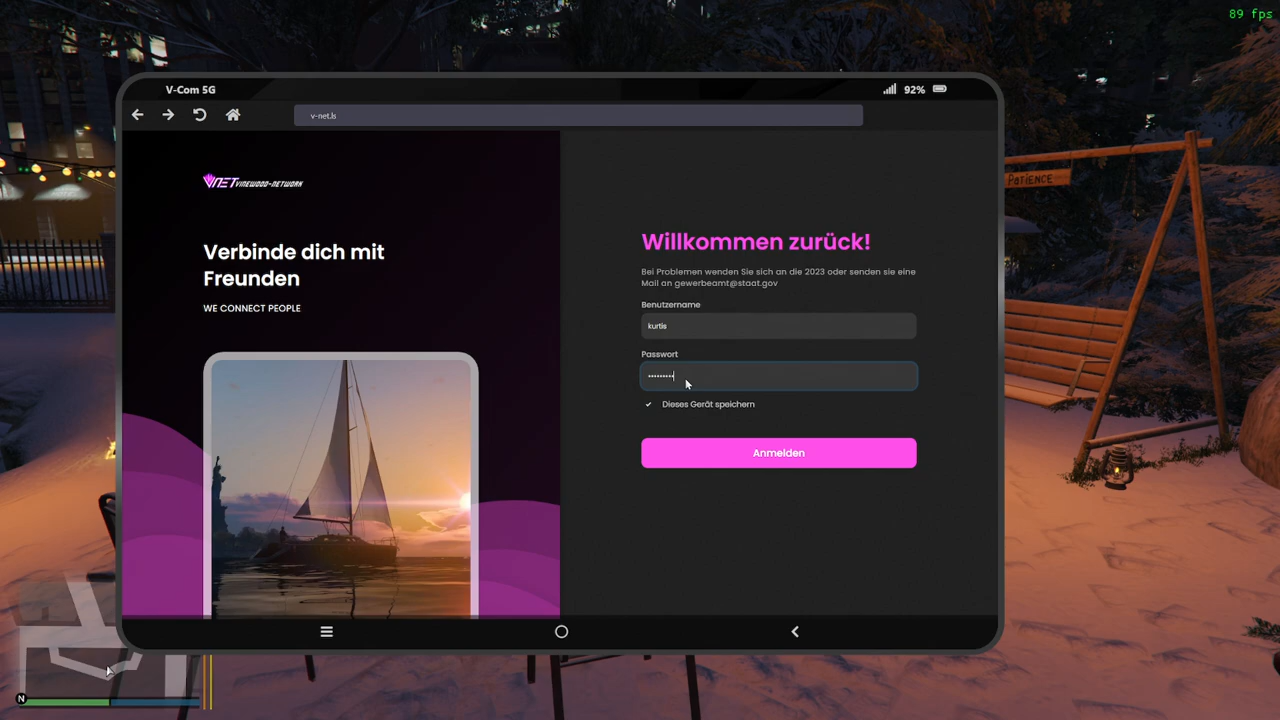 89 fps
V-Com 5G
92%
v-net.ls
VNET VINEWOOD-NETWORK
Verbinde dich mit
Freunden
WE CONNECT PEOPLE
Willkommen zurück!
Bei Problemen wenden Sie sich an die 2023 oder senden sie eine
Mail an gewerbeamt@staat.gov
Benutzername
kurtis
Passwort
•••••••••
Dieses Gerät speichern
Anmelden
PATIENCE
N